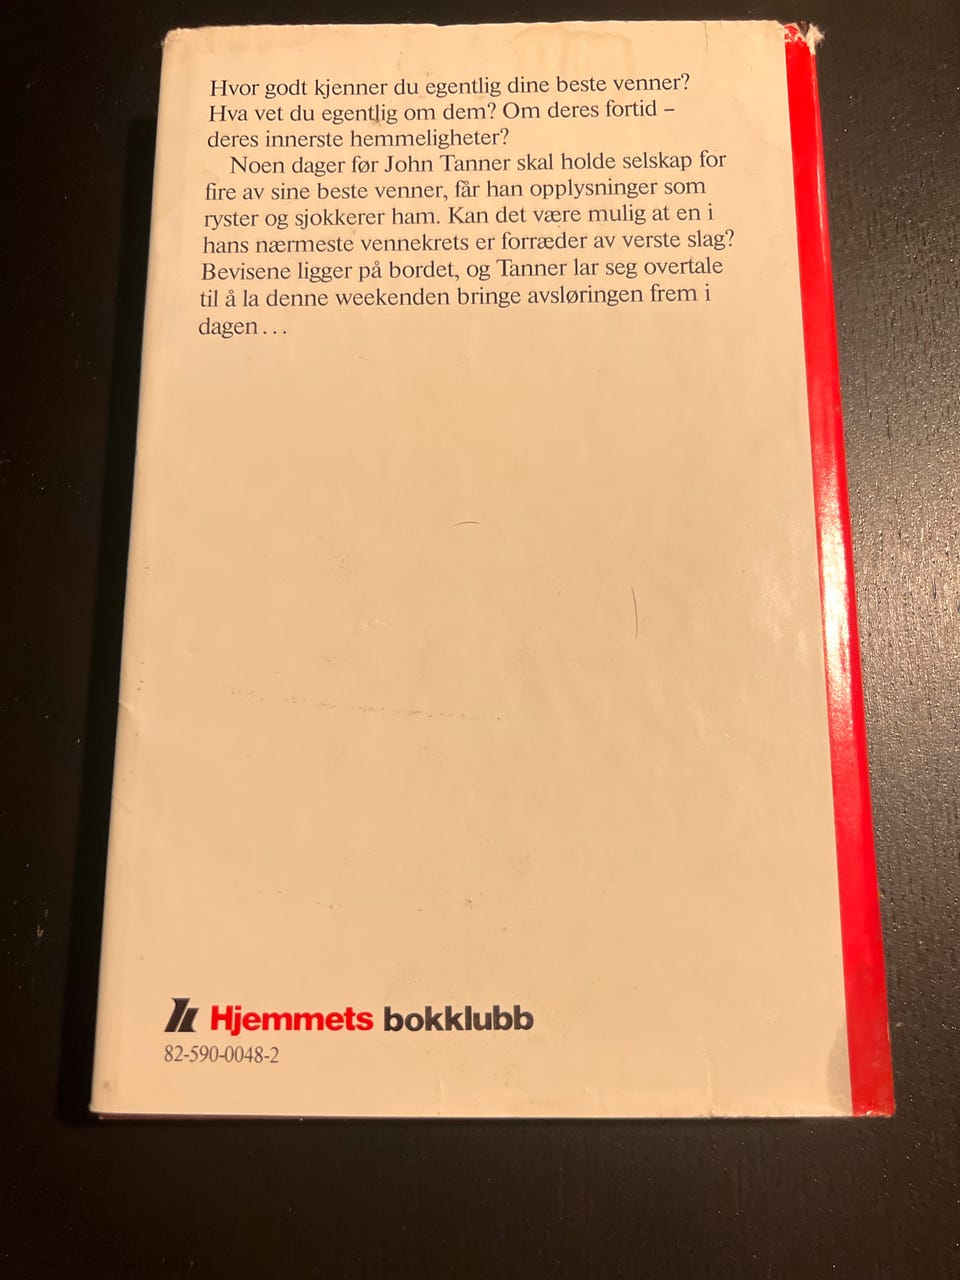 Hvor godt kjenner du egentlig dine beste venner?
Hva vet du egentlig om dem? Om deres fortid –
deres innerste hemmeligheter?
Noen dager før John Tanner skal holde selskap for
fire av sine beste venner, får han opplysninger som
ryster og sjokkerer ham. Kan det være mulig at en i
hans nærmeste vennekrets er forræder av verste slag?
Bevisene ligger på bordet, og Tanner lar seg overtale
til å la denne weekenden bringe avsløringen frem i
dagen...
Hjemmets bokklubb
82-590-0048-2